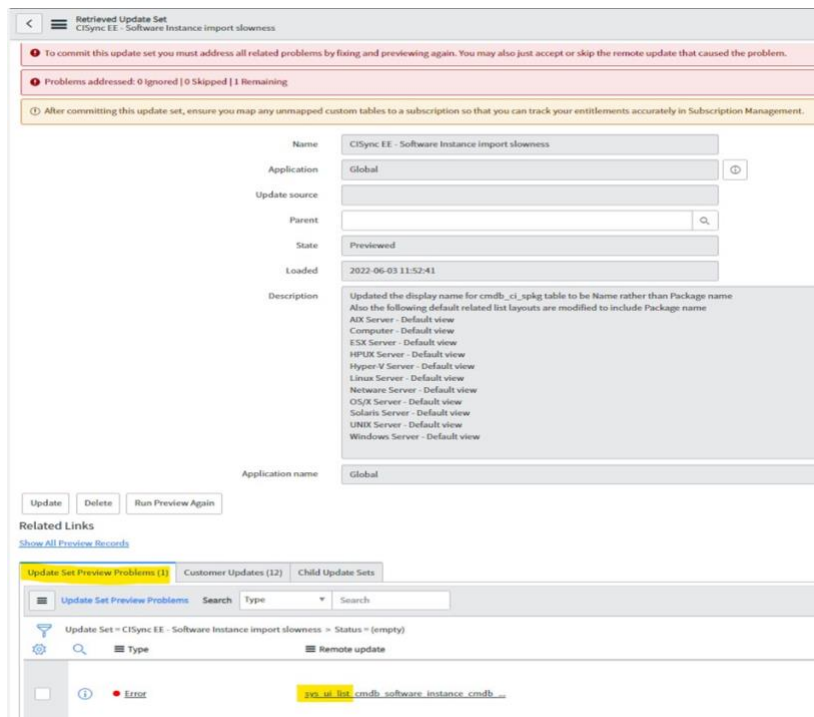 Retrieved Update Set
CISync EE - Software Instance import slowness
To commit this update set you must address all related problems by fixing and previewing again. You may also just accept or skip the remote update that caused the problem.
Problems addressed: 0 Ignored | 0 Skipped | 1 Remaining
After committing this update set, ensure you map any unmapped custom tables to a subscription so that you can track your entitlements accurately in Subscription Management.
Name CISync EE - Software Instance import slowness
Application Global
Update source
Parent
State Previewed
Loaded 2022-06-03 11:52:41
Description Updated the display name for cmdb_ci_spkg table to be Name rather than Package name
Also the following default related list layouts are modified to include Package name
AIX Server - Default view
Computer - Default view
ESX Server - Default view
HPUX Server - Default view
Hyper-V Server - Default view
Linux Server - Default view
Netware Server - Default view
OS/X Server - Default view
Solaris Server - Default view
UNIX Server - Default view
Windows Server - Default view
Application name Global
Update Delete Run Preview Again
Related Links
Show All Preview Records
Update Set Preview Problems (1) Customer Updates (12) Child Update Sets
Update Set Preview Problems Search Type Search
Update Set = CISync EE - Software Instance import slowness > Status = (empty)
Type Remote update
Error sys_ui_list_cmdb_software_instance_cmdb_...